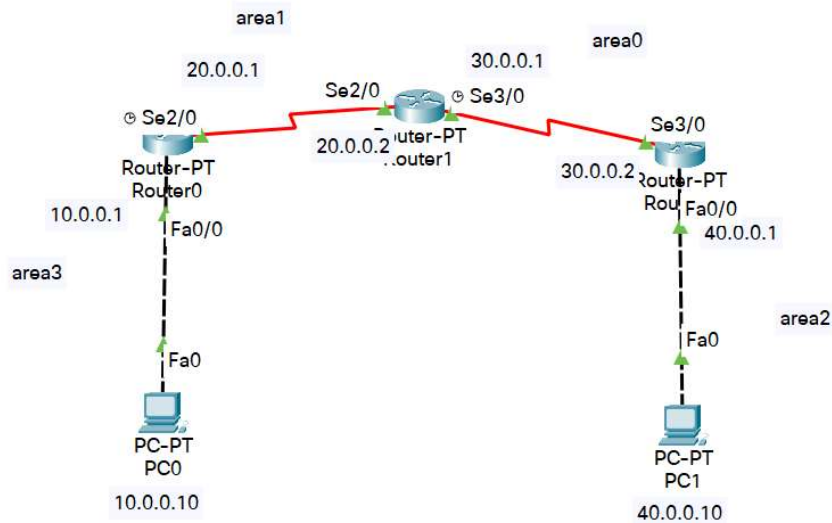 area1
area0
20.0.0.1
30.0.0.1
Se2/0
Se3/0
Se2/0
Se3/0
20.0.0.2
Router-PT
Router0
30.0.0.2
10.0.0.1
Fa0/0
Fa0/0
40.0.0.1
area3
area2
Fa0
Fa0
PC-PT
PC0
PC-PT
PC1
10.0.0.10
40.0.0.10